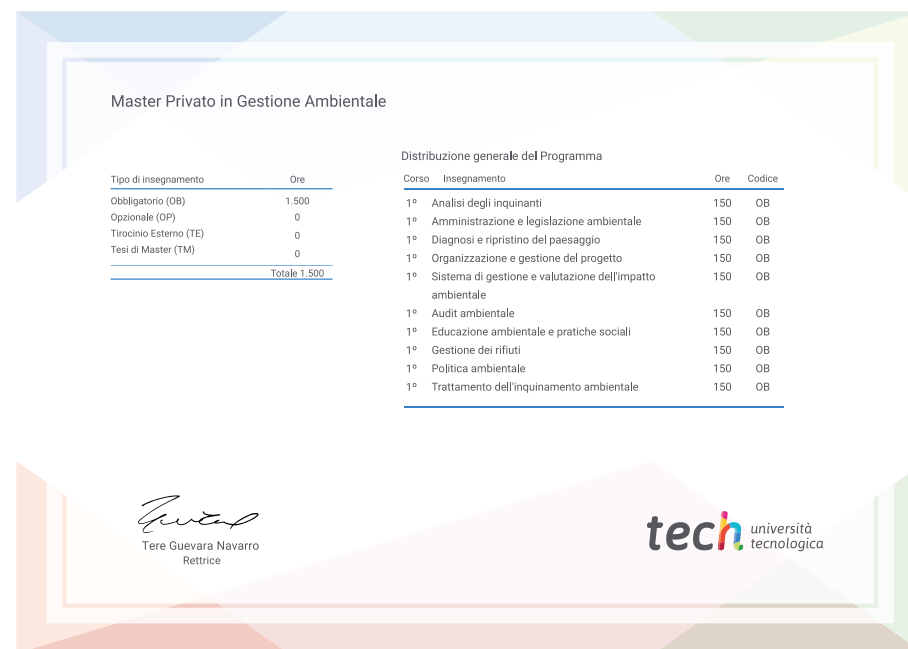 Master Privato in Gestione Ambientale
Tipo di insegnamento Ore
Obbligatorio (OB) 1.500
Opzionale (OP) 0
Tirocinio Esterno (TE) 0
Tesi di Master (TM) 0
Totale 1.500
Distribuzione generale del Programma
Corso Insegnamento Ore Codice
1º Analisi degli inquinanti 150 OB
1º Amministrazione e legislazione ambientale 150 OB
1º Diagnosi e ripristino del paesaggio 150 OB
1º Organizzazione e gestione del progetto 150 OB
1º Sistema di gestione e valutazione dell'impatto 150 OB
ambientale
1º Audit ambientale 150 OB
1º Educazione ambientale e pratiche sociali 150 OB
1º Gestione dei rifiuti 150 OB
1º Politica ambientale 150 OB
1º Trattamento dell'inquinamento ambientale 150 OB
Tere Guevara Navarro
Rettrice
tech università
tecnologica